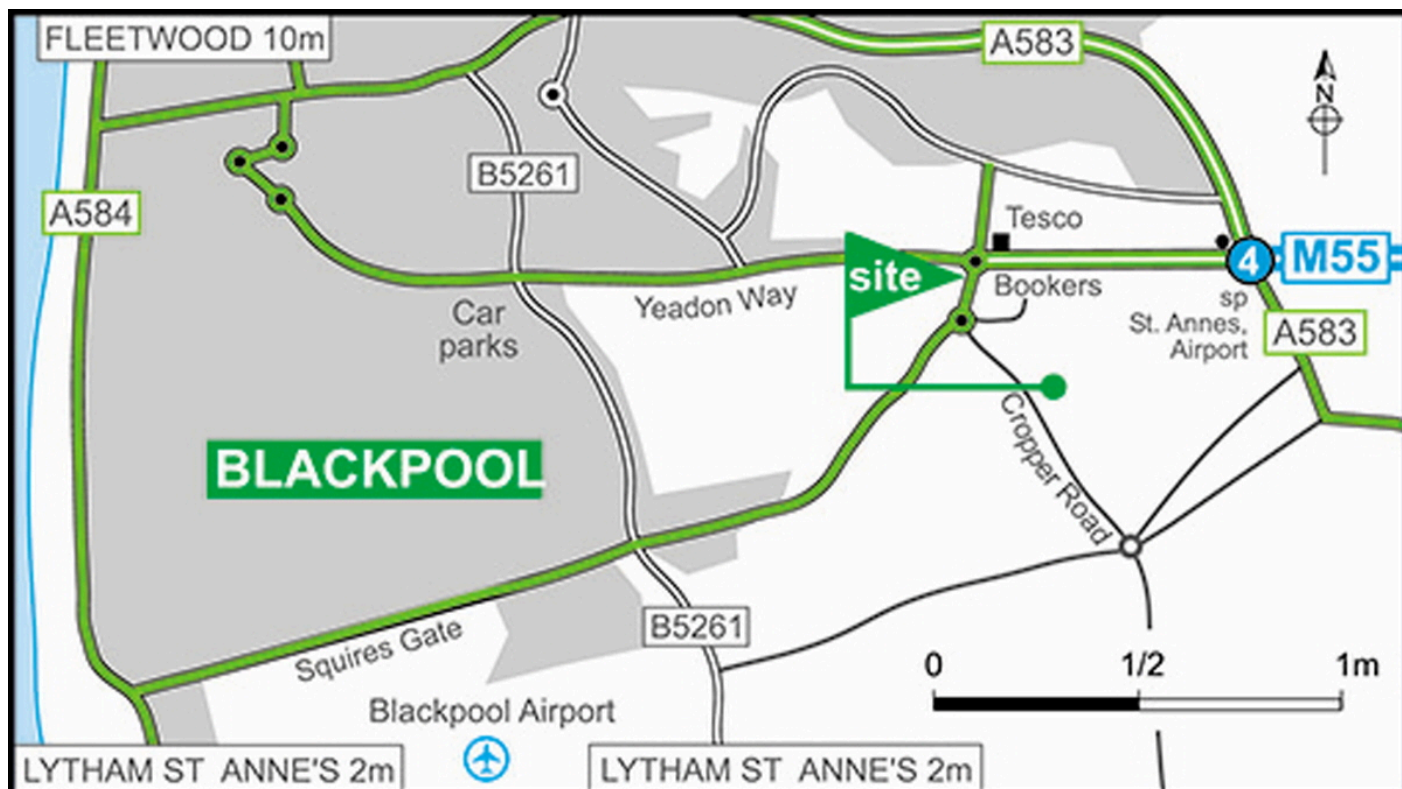 FLEETWOOD 10m
A583
N
B5261
A584
Tesco
4
M55
site
Bookers
Yeadon Way
sp
St. Annes,
Airport
A583
Car
parks
Cropper Road
BLACKPOOL
B5261
Squires Gate
0 1/2 1m
Blackpool Airport
LYTHAM ST ANNE'S 2m
LYTHAM ST ANNE'S 2m